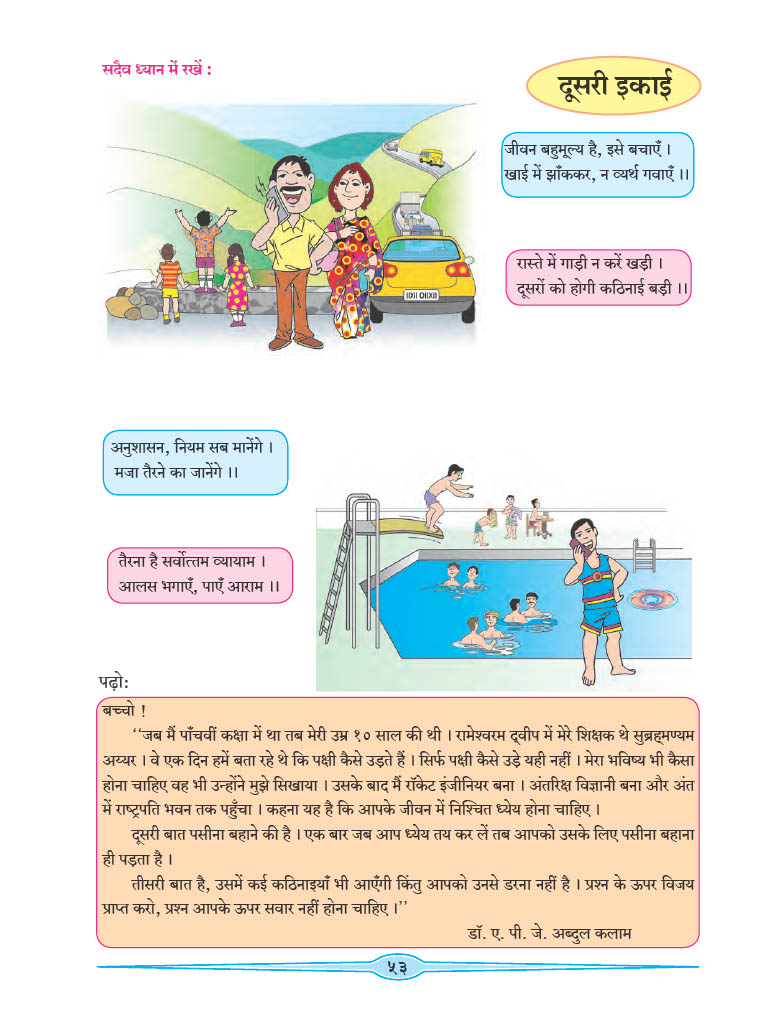 सदैव ध्यान में रखें :
दूसरी इकाई
जीवन बहुमूल्य है, इसे बचाएँ ।
खाई में झाँककर, न व्यर्थ गवाएँ ।।
रास्ते में गाड़ी न करें खड़ी ।
दूसरों को होगी कठिनाई बड़ी ।।
अनुशासन, नियम सब मानेंगे ।
मजा तैरने का जानेंगे ।।
तैरना है सर्वोत्तम व्यायाम ।
आलस भगाएँ, पाएँ आराम ।।
पढ़ो:
बच्चो !
‘‘जब मैं पाँचवीं कक्षा में था तब मेरी उम्र १० साल की थी । रामेश्वरम द्वीप में मेरे शिक्षक थे सुब्रह्मण्यम
अय्यर । वे एक दिन हमें बता रहे थे कि पक्षी कैसे उड़ते हैं । सिर्फ पक्षी कैसे उड़े यही नहीं । मेरा भविष्य भी कैसा
होना चाहिए वह भी उन्होंने मुझे सिखाया । उसके बाद मैं रॉकेट इंजीनियर बना । अंतरिक्ष विज्ञानी बना और अंत
में राष्ट्रपति भवन तक पहुँचा । कहना यह है कि आपके जीवन में निश्चित ध्येय होना चाहिए ।
दूसरी बात पसीना बहाने की है । एक बार जब आप ध्येय तय कर लें तब आपको उसके लिए पसीना बहाना
ही पड़ता है ।
तीसरी बात है, उसमें कई कठिनाइयाँ भी आएँगी किंतु आपको उनसे डरना नहीं है । प्रश्न के ऊपर विजय
प्राप्त करो, प्रश्न आपके ऊपर सवार नहीं होना चाहिए ।’’
डॉ. ए. पी. जे. अब्दुल कलाम
५३